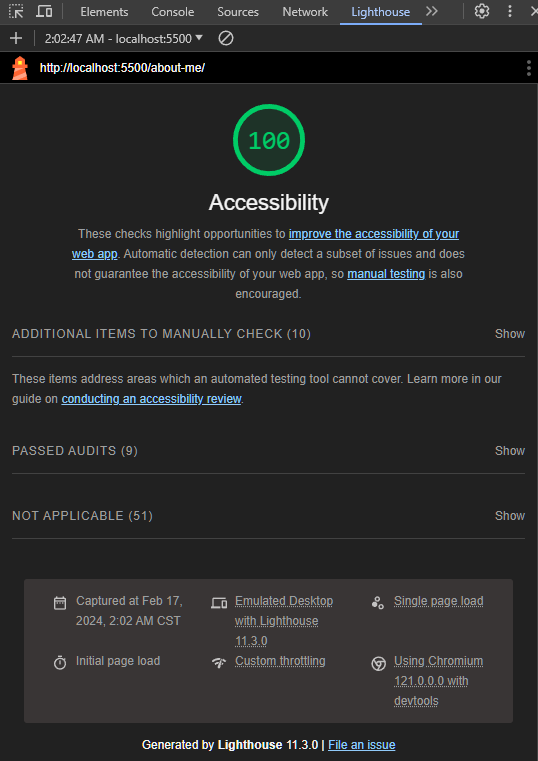 Elements Console Sources Network Lighthouse
2:02:47 AM - localhost:5500
http://localhost:5500/about-me/
100
Accessibility
These checks highlight opportunities to improve the accessibility of your
web app. Automatic detection can only detect a subset of issues and does
not guarantee the accessibility of your web app, so manual testing is also
encouraged.
ADDITIONAL ITEMS TO MANUALLY CHECK (10) Show
These items address areas which an automated testing tool cannot cover. Learn more in our
guide on conducting an accessibility review.
PASSED AUDITS (9) Show
NOT APPLICABLE (51) Show
Captured at Feb 17,
2024, 2:02 AM CST
Emulated Desktop
with Lighthouse
11.3.0
Single page load
Initial page load
Custom throttling
Using Chromium
121.0.0.0 with
devtools
Generated by Lighthouse 11.3.0 | File an issue